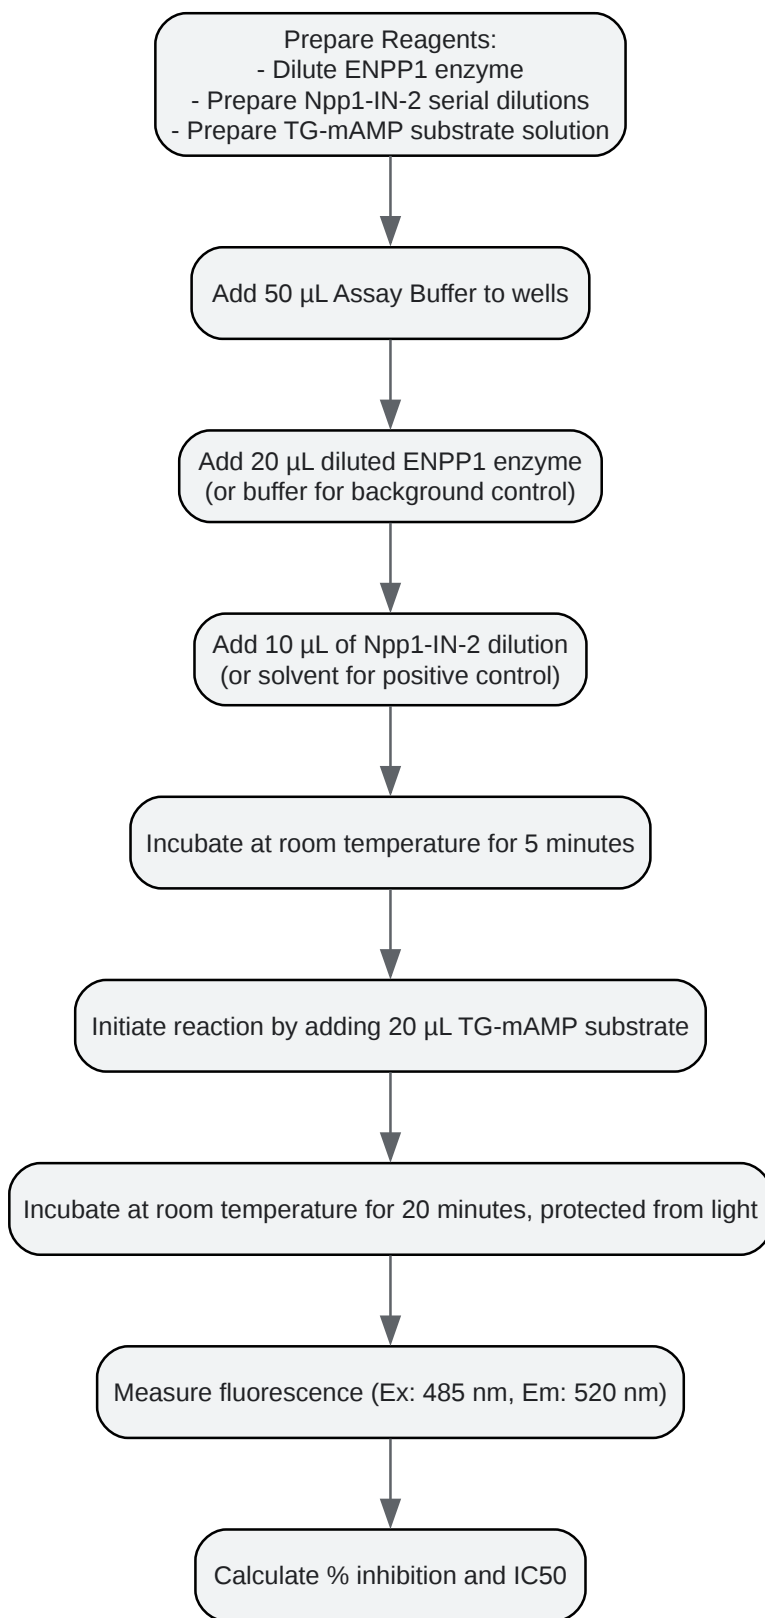 Prepare Reagents:
- Dilute ENPP1 enzyme
- Prepare Npp1-IN-2 serial dilutions
- Prepare TG-mAMP substrate solution
Add 50 µL Assay Buffer to wells
Add 20 µL diluted ENPP1 enzyme
(or buffer for background control)
Add 10 µL of Npp1-IN-2 dilution
(or solvent for positive control)
Incubate at room temperature for 5 minutes
Initiate reaction by adding 20 µL TG-mAMP substrate
Incubate at room temperature for 20 minutes, protected from light
Measure fluorescence (Ex: 485 nm, Em: 520 nm)
Calculate % inhibition and IC50